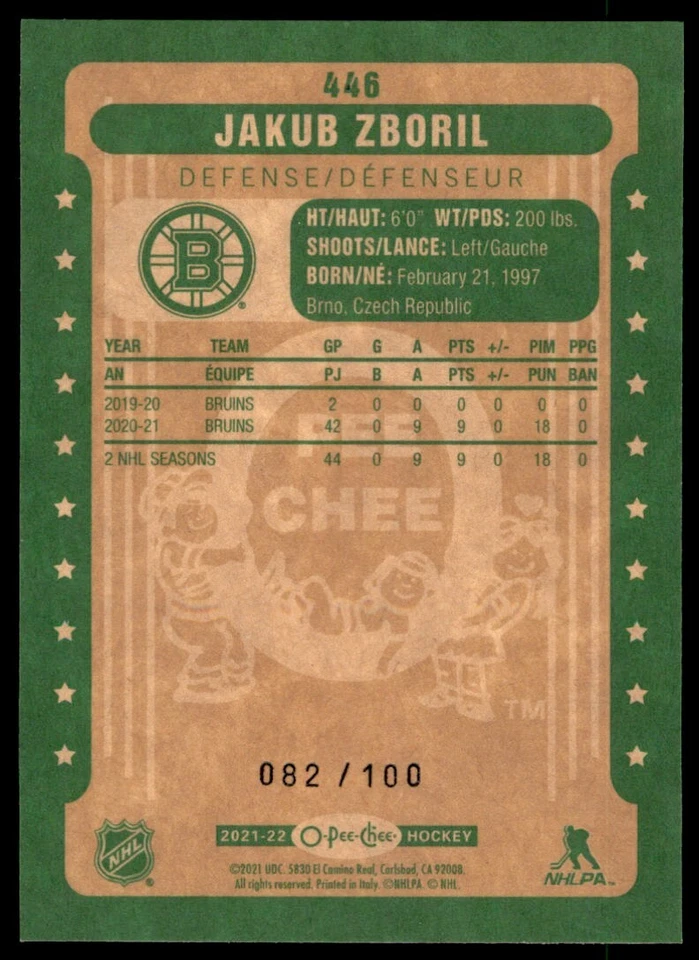 446
JAKUB ZBORIL
DEFENSE/DÉFENSEUR
B
®
HT/HAUT: 6'0" WT/PDS: 200 lbs.
SHOOTS/LANCE: Left/Gauche
BORN/NÉ: February 21, 1997
Brno, Czech Republic
YEAR TEAM GP G A PTS +/- PIM PPG
AN ÉQUIPE PJ B A PTS +/- PUN BAN
2019-20 BRUINS 2 0 0 0 0 0 0
2020-21 BRUINS 42 0 9 9 0 18 0
2 NHL SEASONS 44 0 9 9 0 18 0
PEE
CHEE
TM
082 / 100
NHL ®
2021-22 O-Pee-Chee HOCKEY
NHLPA™
©2021 UDC. 5830 El Camino Real, Carlsbad, CA 92008.
All rights reserved. Printed in Italy. ©NHLPA. © NHL.